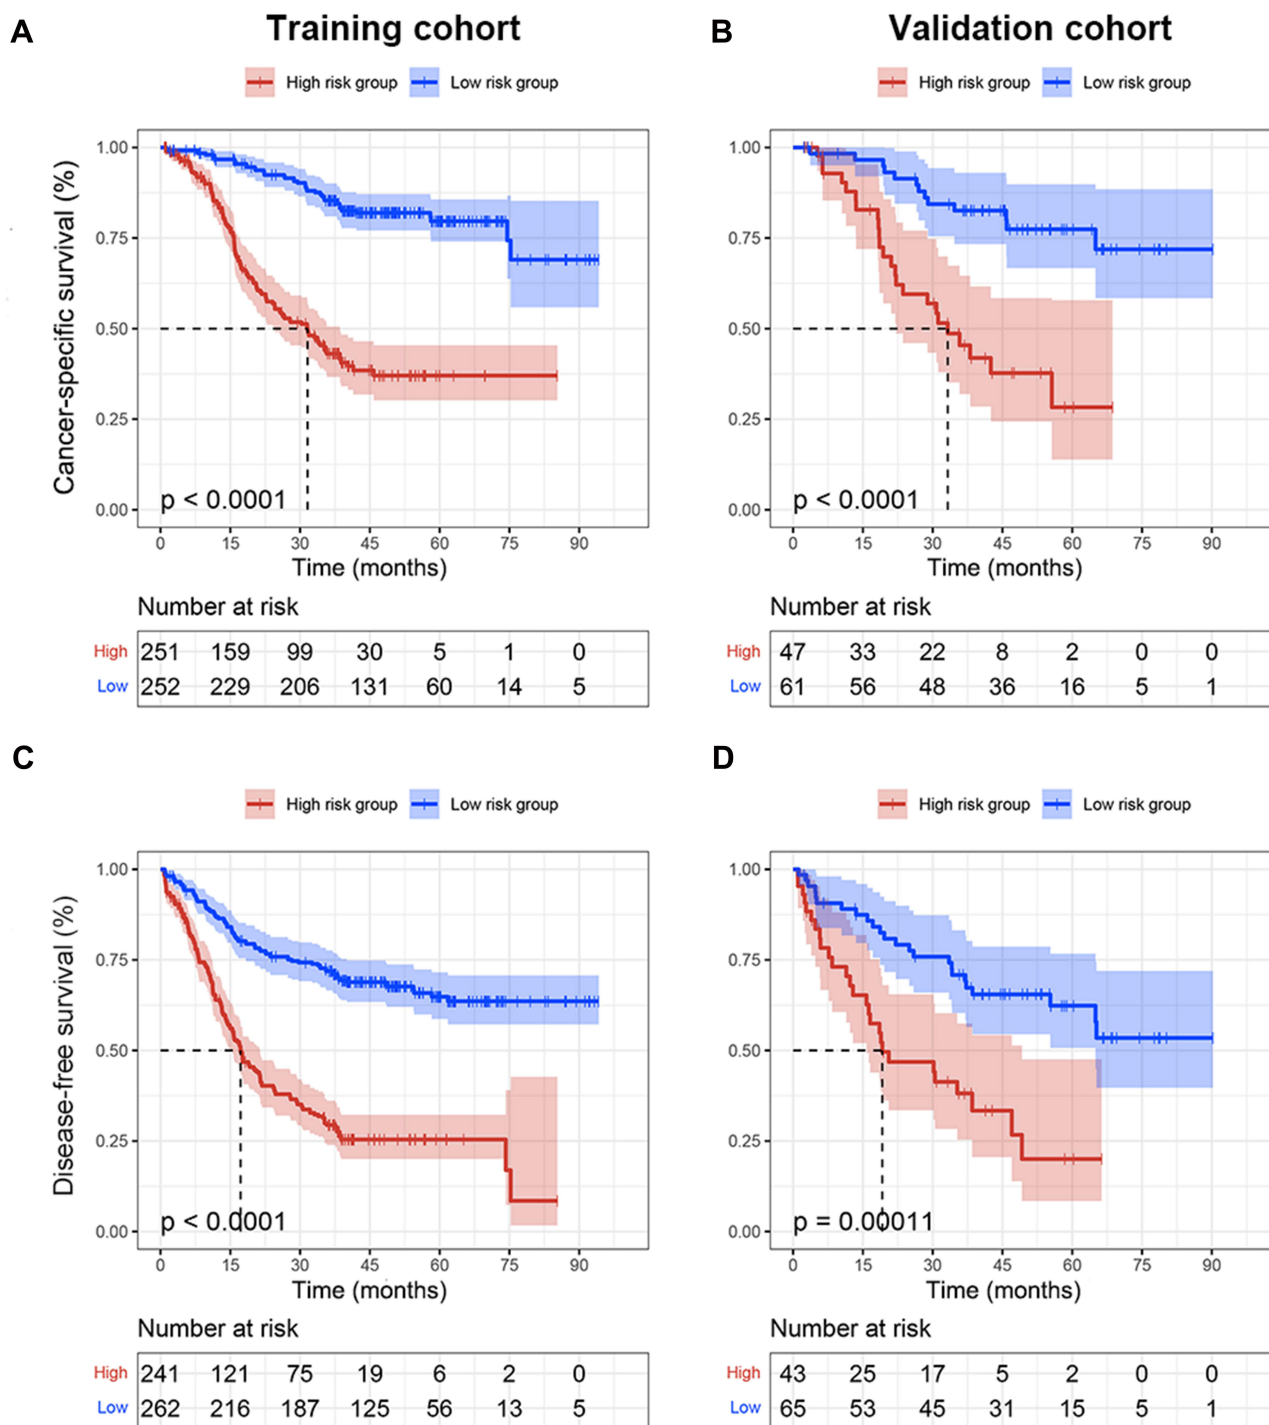 A
Training cohort
High risk group
Low risk group
Cancer-specific survival (%)
1.00
0.75
0.50
0.25
0.00
p < 0.0001
0 15 30 45 60 75 90
Time (months)
Number at risk
High 251 159 99 30 5 1 0
Low 252 229 206 131 60 14 5
B
Validation cohort
High risk group
Low risk group
1.00
0.75
0.50
0.25
0.00
p < 0.0001
0 15 30 45 60 75 90
Time (months)
Number at risk
High 47 33 22 8 2 0 0
Low 61 56 48 36 16 5 1
C
High risk group
Low risk group
Disease-free survival (%)
1.00
0.75
0.50
0.25
0.00
p < 0.0001
0 15 30 45 60 75 90
Time (months)
Number at risk
High 241 121 75 19 6 2 0
Low 262 216 187 125 56 13 5
D
High risk group
Low risk group
1.00
0.75
0.50
0.25
0.00
p = 0.00011
0 15 30 45 60 75 90
Time (months)
Number at risk
High 43 25 17 5 2 0 0
Low 65 53 45 31 15 5 1